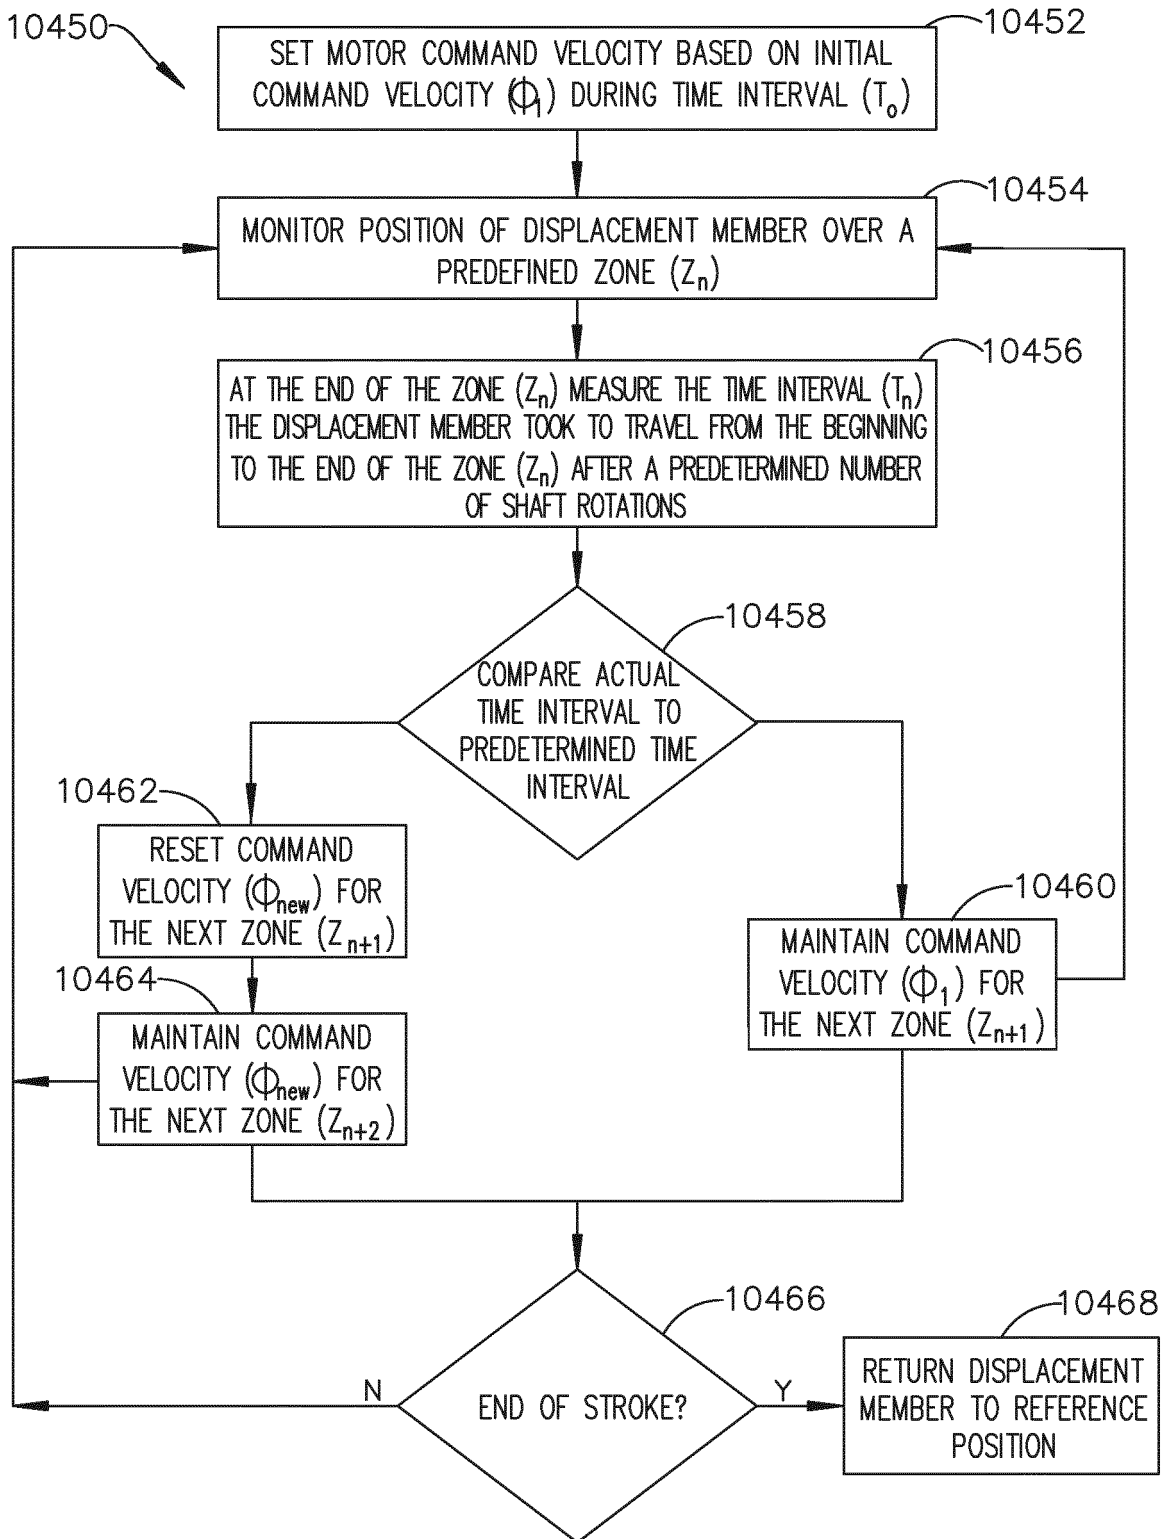 10450
10452
SET MOTOR COMMAND VELOCITY BASED ON INITIAL
COMMAND VELOCITY (Φ1) DURING TIME INTERVAL (To)
10454
MONITOR POSITION OF DISPLACEMENT MEMBER OVER A
PREDEFINED ZONE (Zn)
10456
AT THE END OF THE ZONE (Zn) MEASURE THE TIME INTERVAL (Tn)
THE DISPLACEMENT MEMBER TOOK TO TRAVEL FROM THE BEGINNING
TO THE END OF THE ZONE (Zn) AFTER A PREDETERMINED NUMBER
OF SHAFT ROTATIONS
10458
COMPARE ACTUAL
TIME INTERVAL TO
PREDETERMINED TIME
INTERVAL
10462
RESET COMMAND
VELOCITY (Φnew) FOR
THE NEXT ZONE (Zn+1)
10460
MAINTAIN COMMAND
VELOCITY (Φ1) FOR
THE NEXT ZONE (Zn+1)
10464
MAINTAIN COMMAND
VELOCITY (Φnew) FOR
THE NEXT ZONE (Zn+2)
10466
END OF STROKE?
N
Y
10468
RETURN DISPLACEMENT
MEMBER TO REFERENCE
POSITION